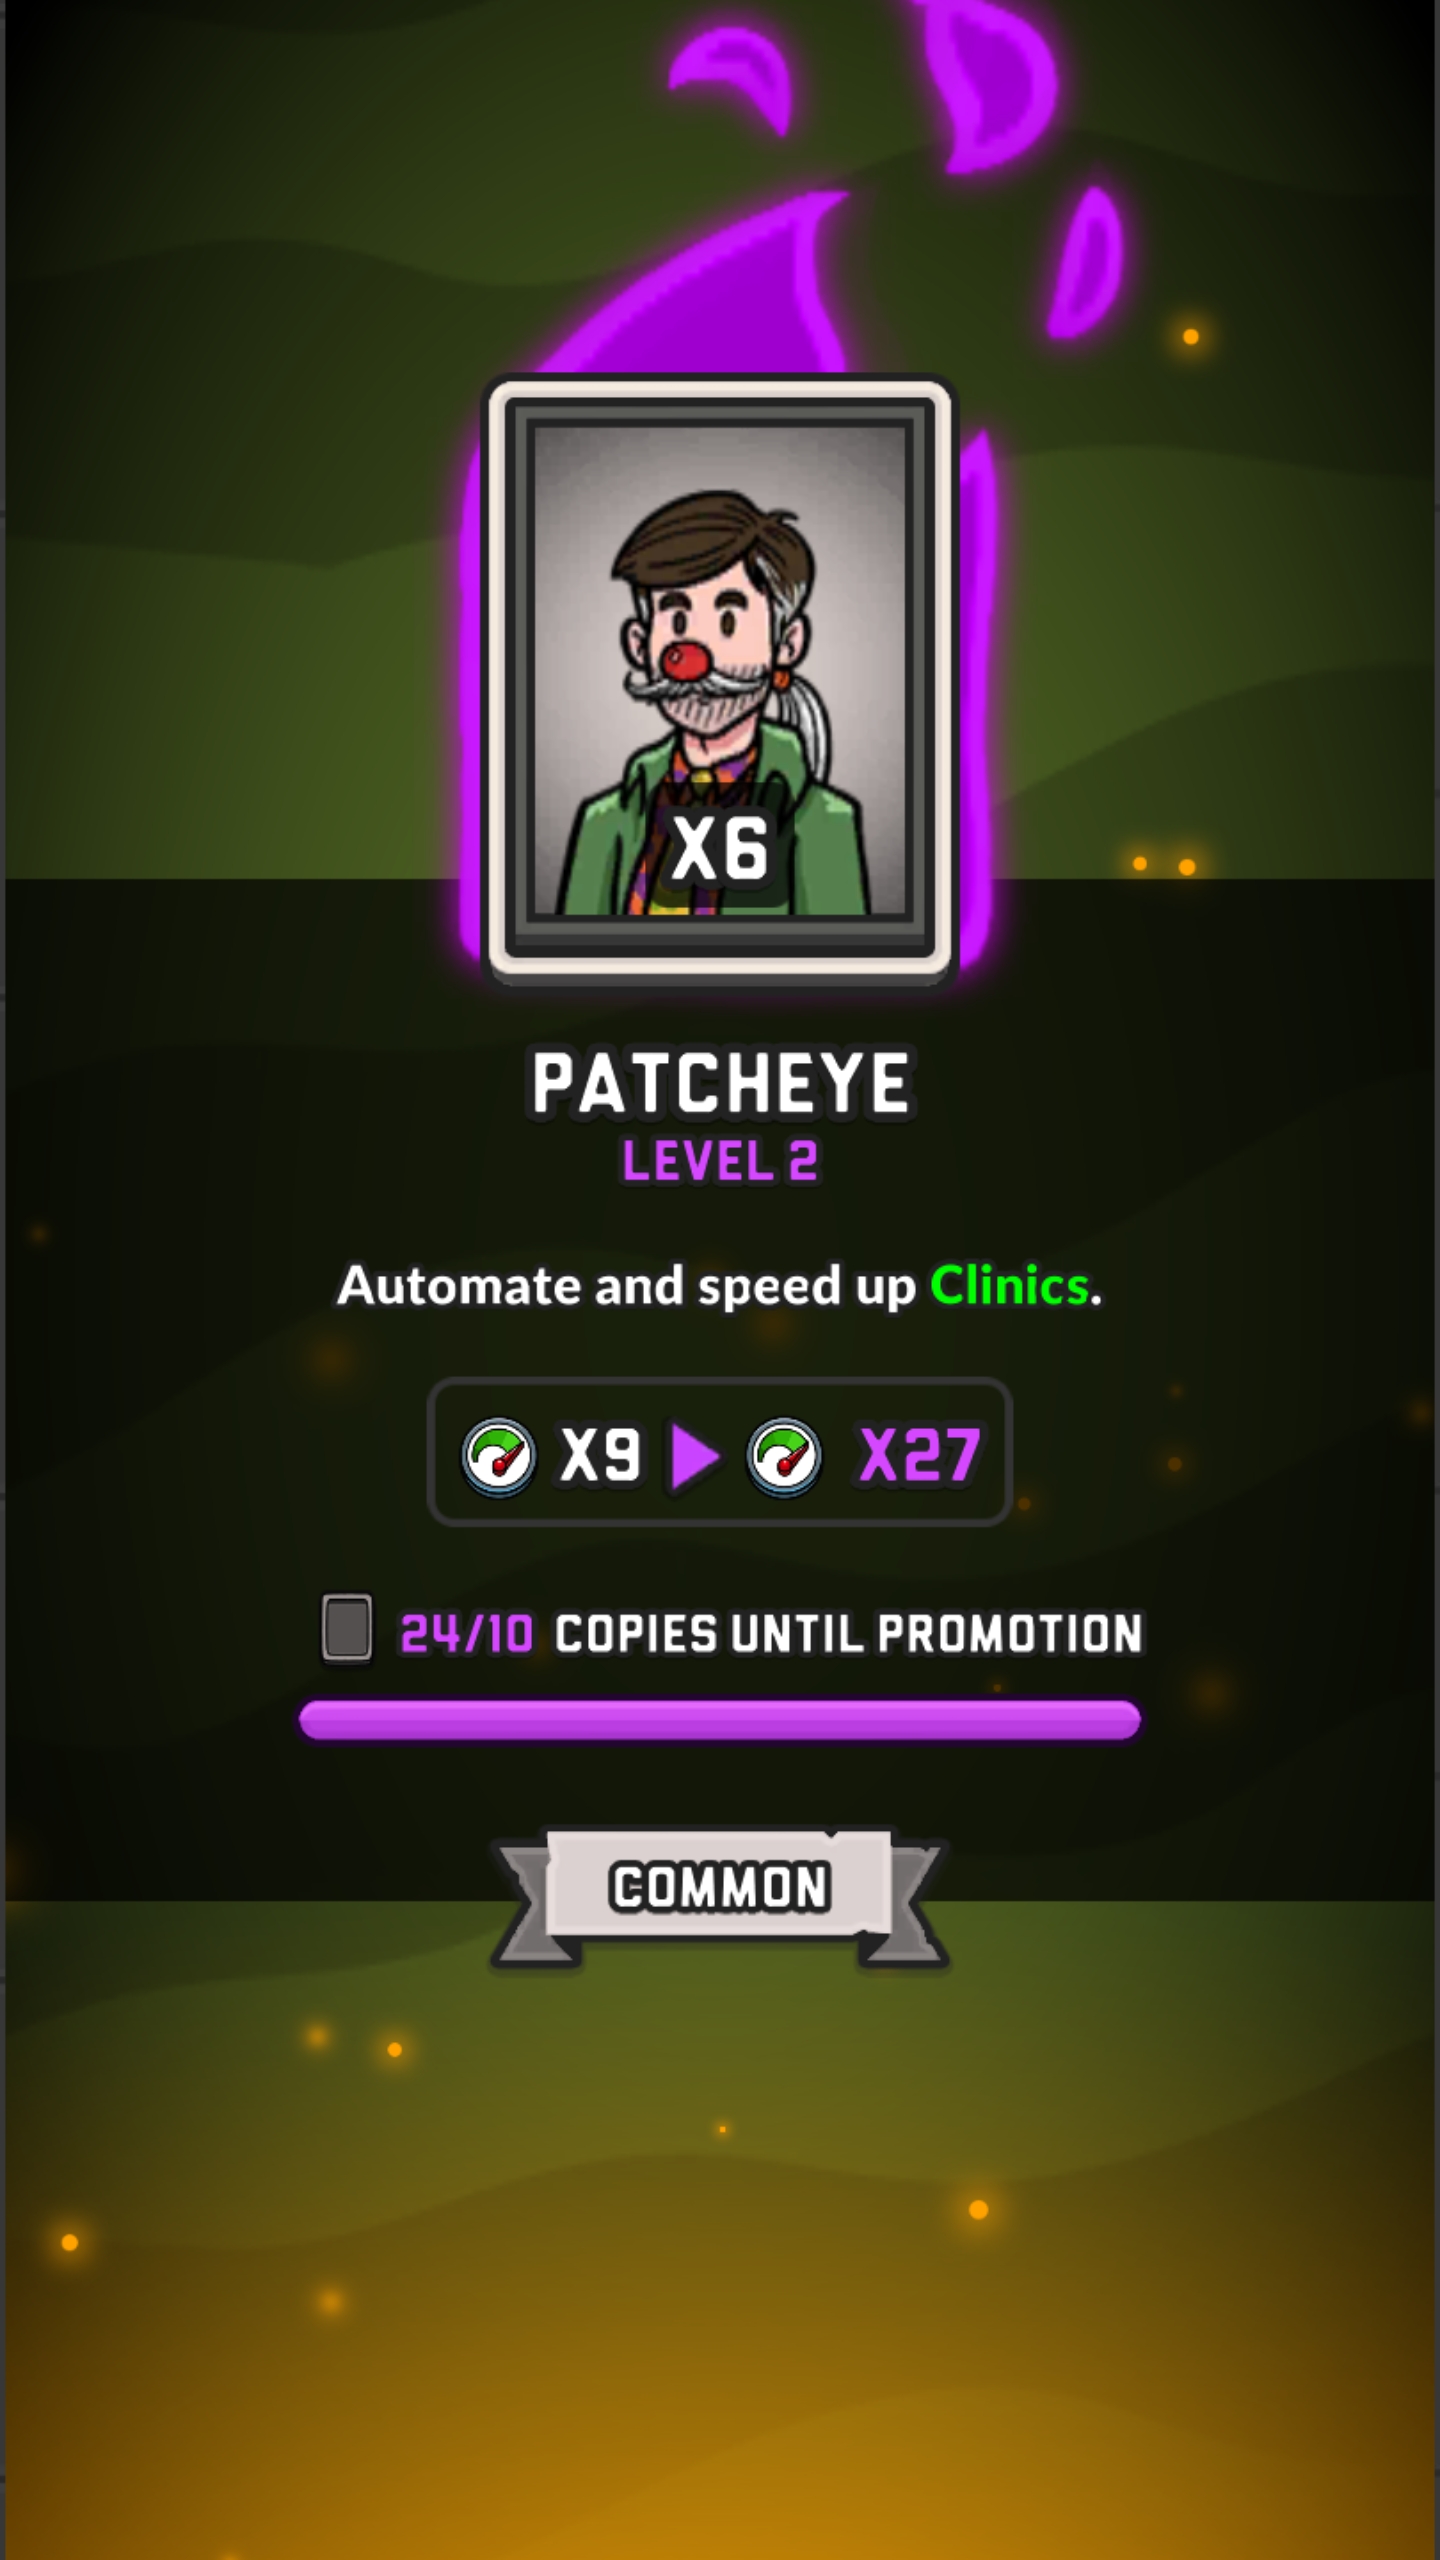 X6
PATCHEYE
LEVEL 2
Automate and speed up Clinics.
X9 X27
24/10 COPIES UNTIL PROMOTION
COMMON